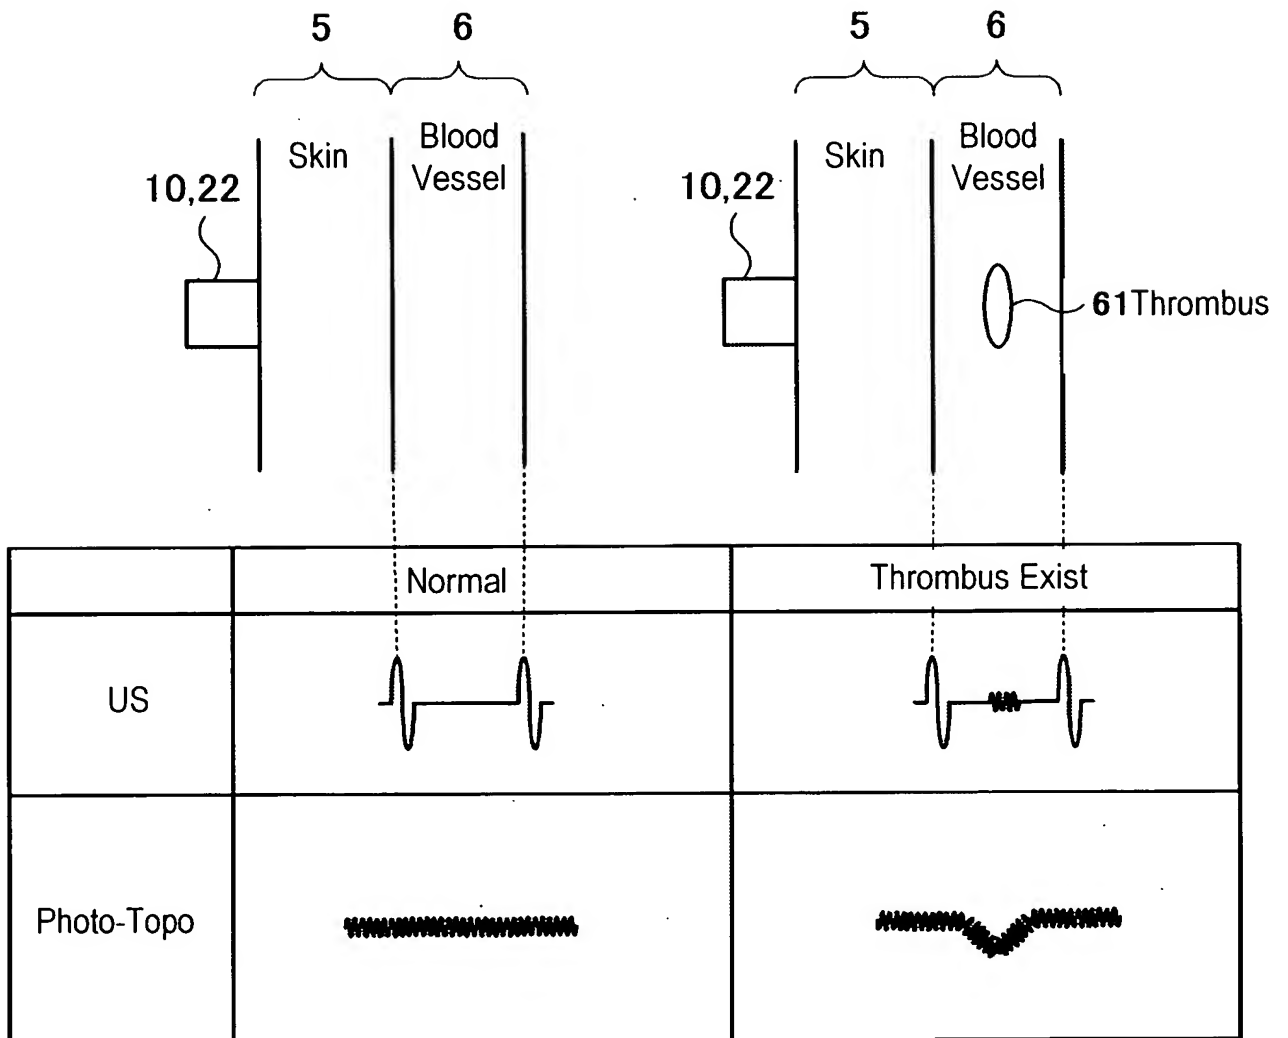 5 6 5 6
Skin
Blood
Vessel
10,22
Skin
Blood
Vessel
10,22
61Thrombus
Normal Thrombus Exist
US
Photo-Topo